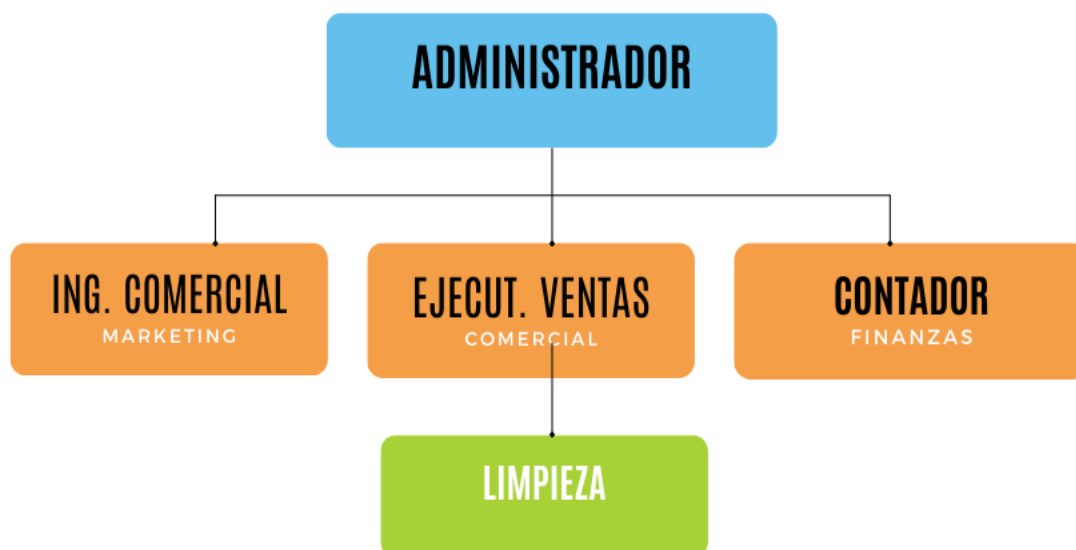 ADMINISTRADOR
ING. COMERCIAL
MARKETING
EJECUT. VENTAS
COMERCIAL
CONTADOR
FINANZAS
LIMPIEZA